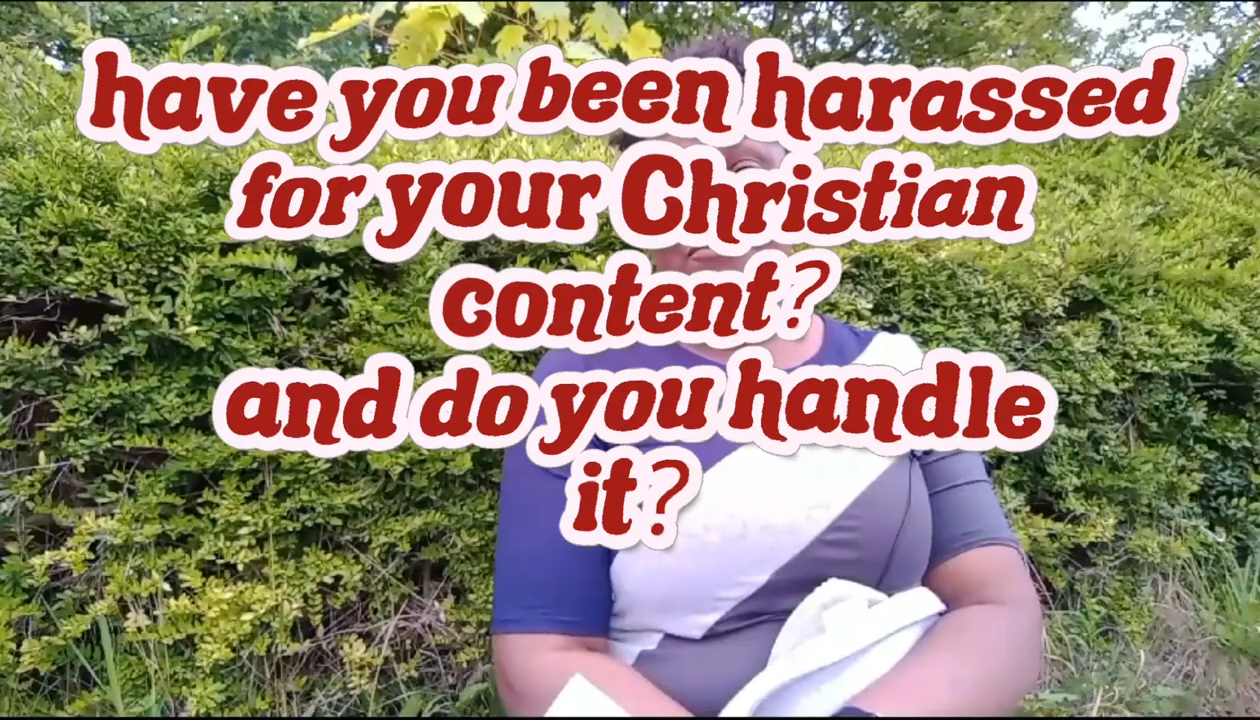 have you been harassed
for your Christian
content?
and do you handle
it?